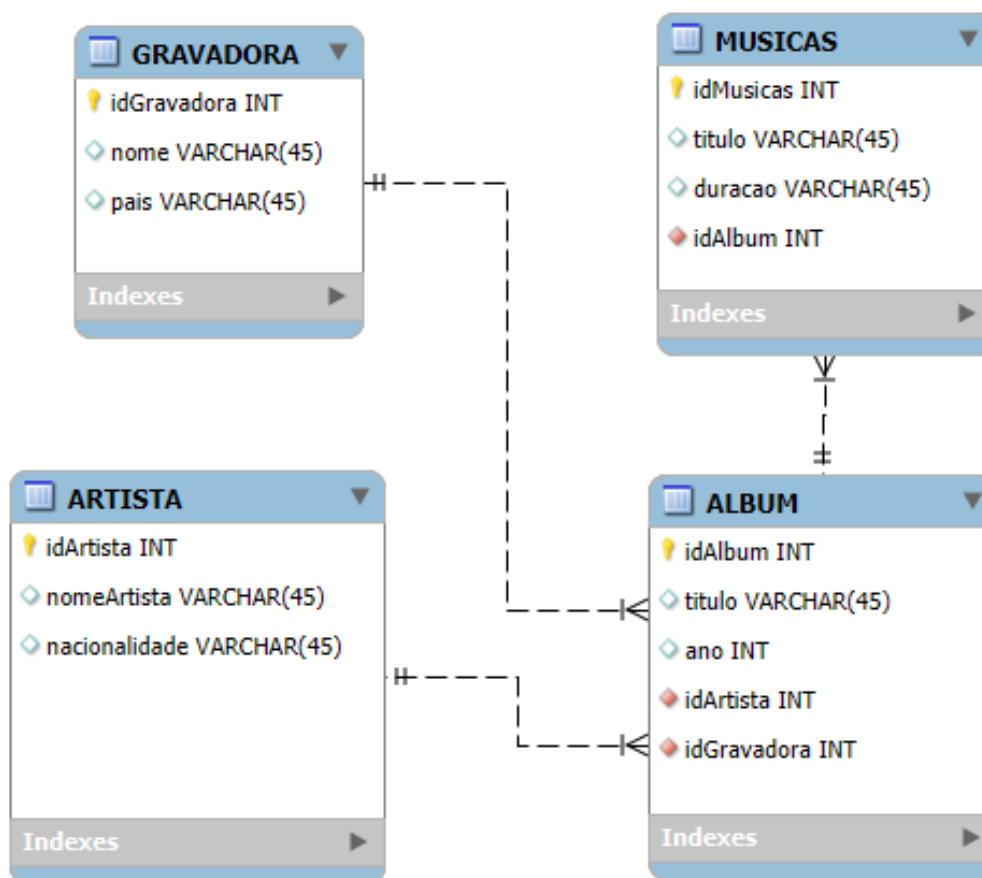 GRAVADORA
idGravadora INT
nome VARCHAR(45)
pais VARCHAR(45)
Indexes
MUSICAS
idMusicas INT
titulo VARCHAR(45)
duracao VARCHAR(45)
idAlbum INT
Indexes
ARTISTA
idArtista INT
nomeArtista VARCHAR(45)
nacionalidade VARCHAR(45)
Indexes
ALBUM
idAlbum INT
titulo VARCHAR(45)
ano INT
idArtista INT
idGravadora INT
Indexes